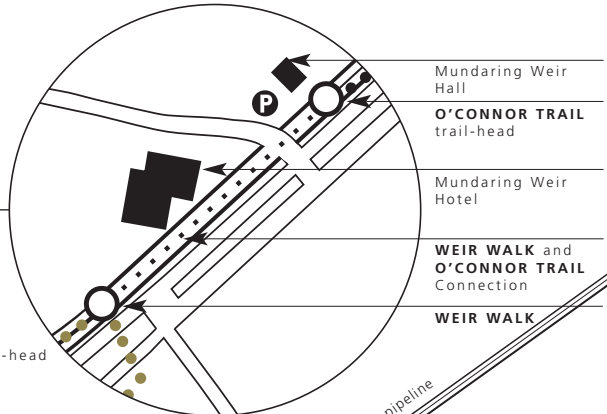 P
Mundaring Weir
Hall
O'CONNOR TRAIL
trail-head
Mundaring Weir
Hotel
WEIR WALK and
O'CONNOR TRAIL
Connection
WEIR WALK
-head
pipeline